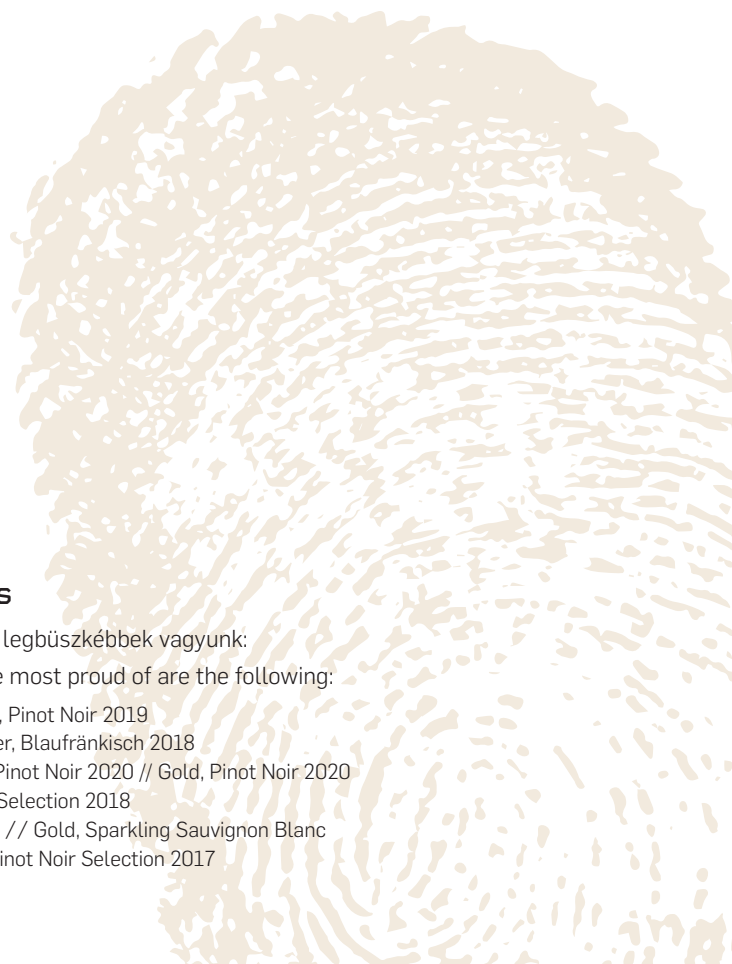 s
legbüszkébbek vagyunk:
e most proud of are the following:
, Pinot Noir 2019
er, Blaufränkisch 2018
Pinot Noir 2020 // Gold, Pinot Noir 2020
Selection 2018
// Gold, Sparkling Sauvignon Blanc
Pinot Noir Selection 2017